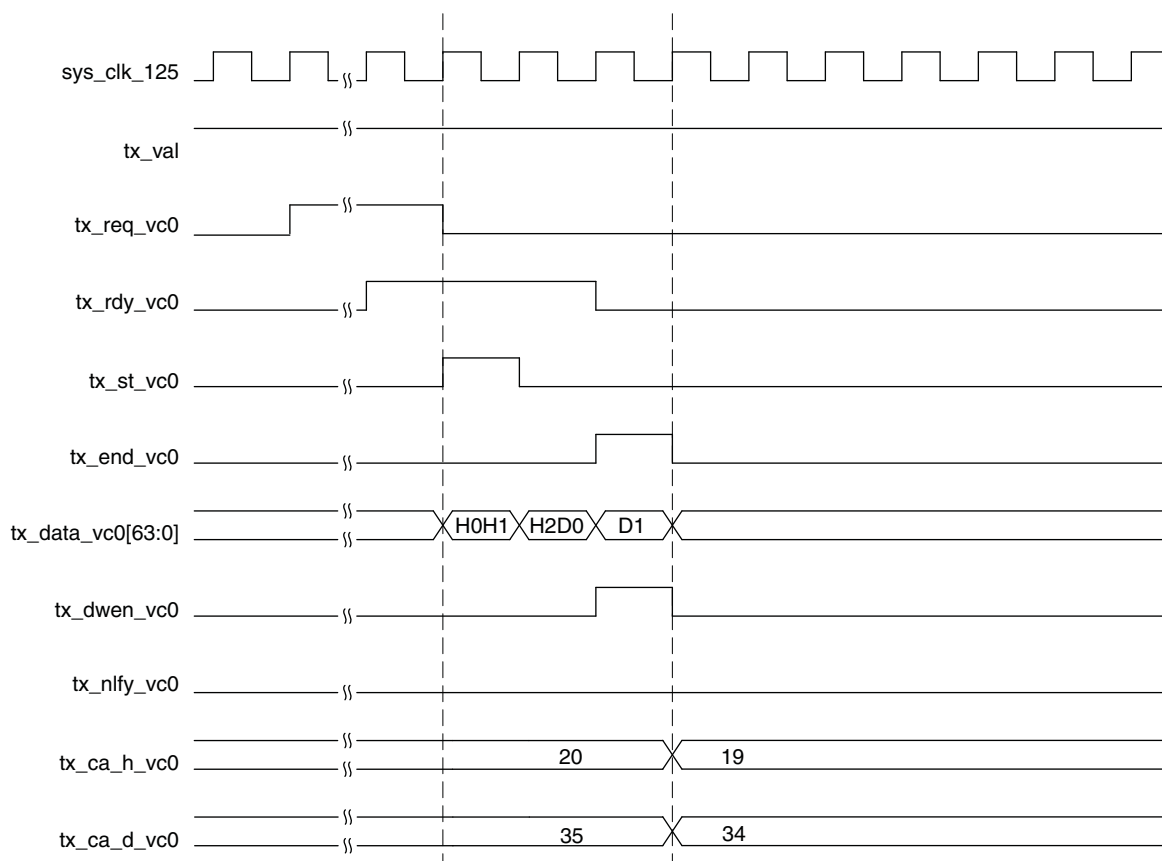 sys_clk_125
tx_val
tx_req_vc0
tx_rdy_vc0
tx_st_vc0
tx_end_vc0
tx_data_vc0[63:0] H0H1 H2D0 D1
tx_dwen_vc0
tx_nlfy_vc0
tx_ca_h_vc0 20 19
tx_ca_d_vc0 35 34